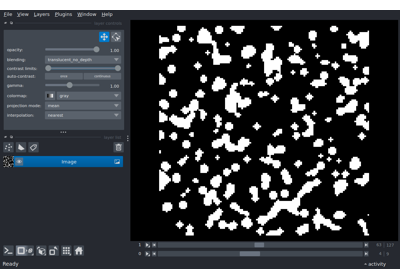 File View Layers Plugins Window Help
layer controls
opacity: 1.00
blending: translucent_no_depth
contrast limits:
auto-contrast: once continuous
gamma: 1.00
colormap: gray
projection mode: mean
interpolation: nearest
layer list
Image
Ready
activity